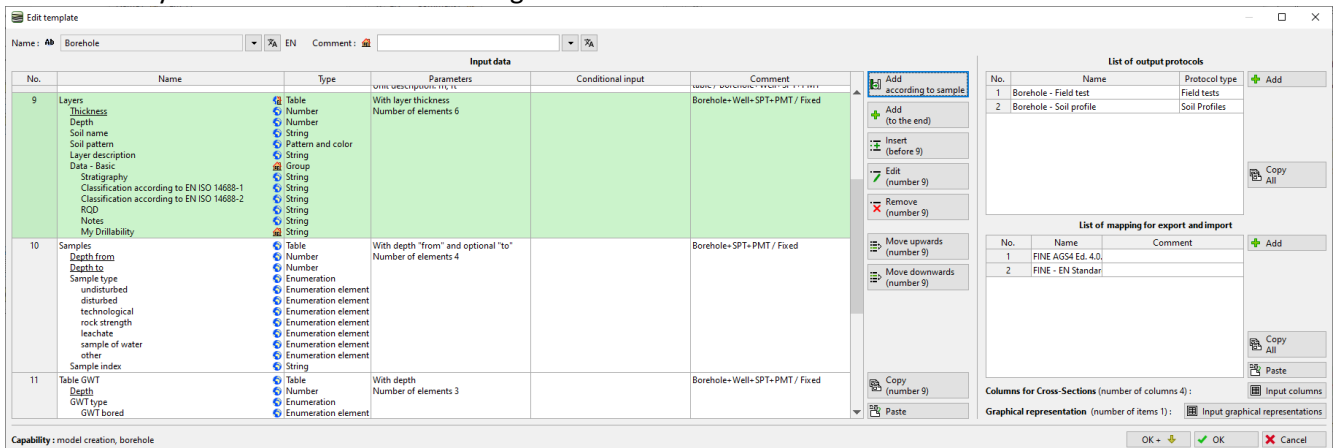 Edit template
Name: Ab Borehole EN Comment:
Input data
No. Name Type Parameters Conditional input Comment
9 Layers Table With layer thickness Borehole+Well+SPT+PMT / Fixed
Thickness Number Number of elements 6
Depth Number
Soil name String
Soil pattern Pattern and color
Layer description String
Data - Basic Group
Stratigraphy String
Classification according to EN ISO 14688-1 String
Classification according to EN ISO 14688-2 String
RQD String
Notes String
My Drillability String
10 Samples Table With depth "from" and optional "to" Borehole+SPT+PMT / Fixed
Depth from Number Number of elements 4
Depth to Number
Sample type Enumeration
undisturbed Enumeration element
disturbed Enumeration element
technological Enumeration element
rock strength Enumeration element
leachate Enumeration element
sample of water Enumeration element
other Enumeration element
Sample index String
11 Table GWT Table With depth Borehole+Well+SPT+PMT / Fixed
Depth Number Number of elements 3
GWT type Enumeration
GWT bored Enumeration element
Add
according to sample
Add
(to the end)
Insert
(before 9)
Edit
(number 9)
Remove
(number 9)
Move upwards
(number 9)
Move downwards
(number 9)
Copy
(number 9)
Paste
List of output protocols
No. Name Protocol type
1 Borehole - Field test Field tests
2 Borehole - Soil profile Soil Profiles
Add
Copy
All
List of mapping for export and import
No. Name Comment
1 FINE AGS4 Ed. 4.0.
2 FINE - EN Standar
Add
Copy
All
Paste
Columns for Cross-Sections (number of columns 4) : Input columns
Graphical representation (number of items 1) : Input graphical representations
Capability : model creation, borehole
OK + OK Cancel